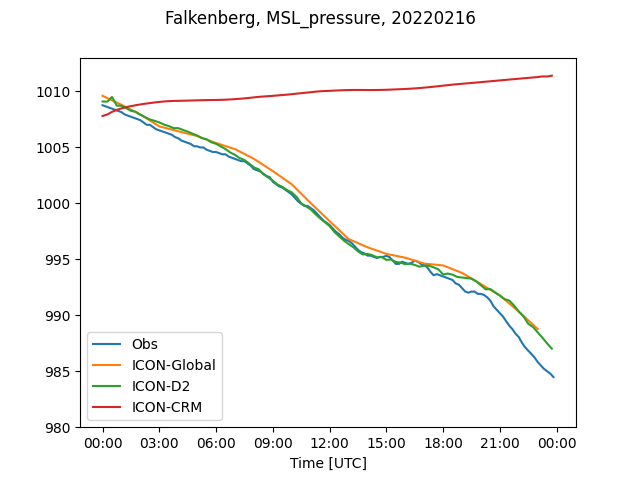 Falkenberg, MSL_pressure, 20220216
1010
1005
1000
995
990
985
980
Obs
ICON-Global
ICON-D2
ICON-CRM
00:00 03:00 06:00 09:00 12:00 15:00 18:00 21:00 00:00
Time [UTC]